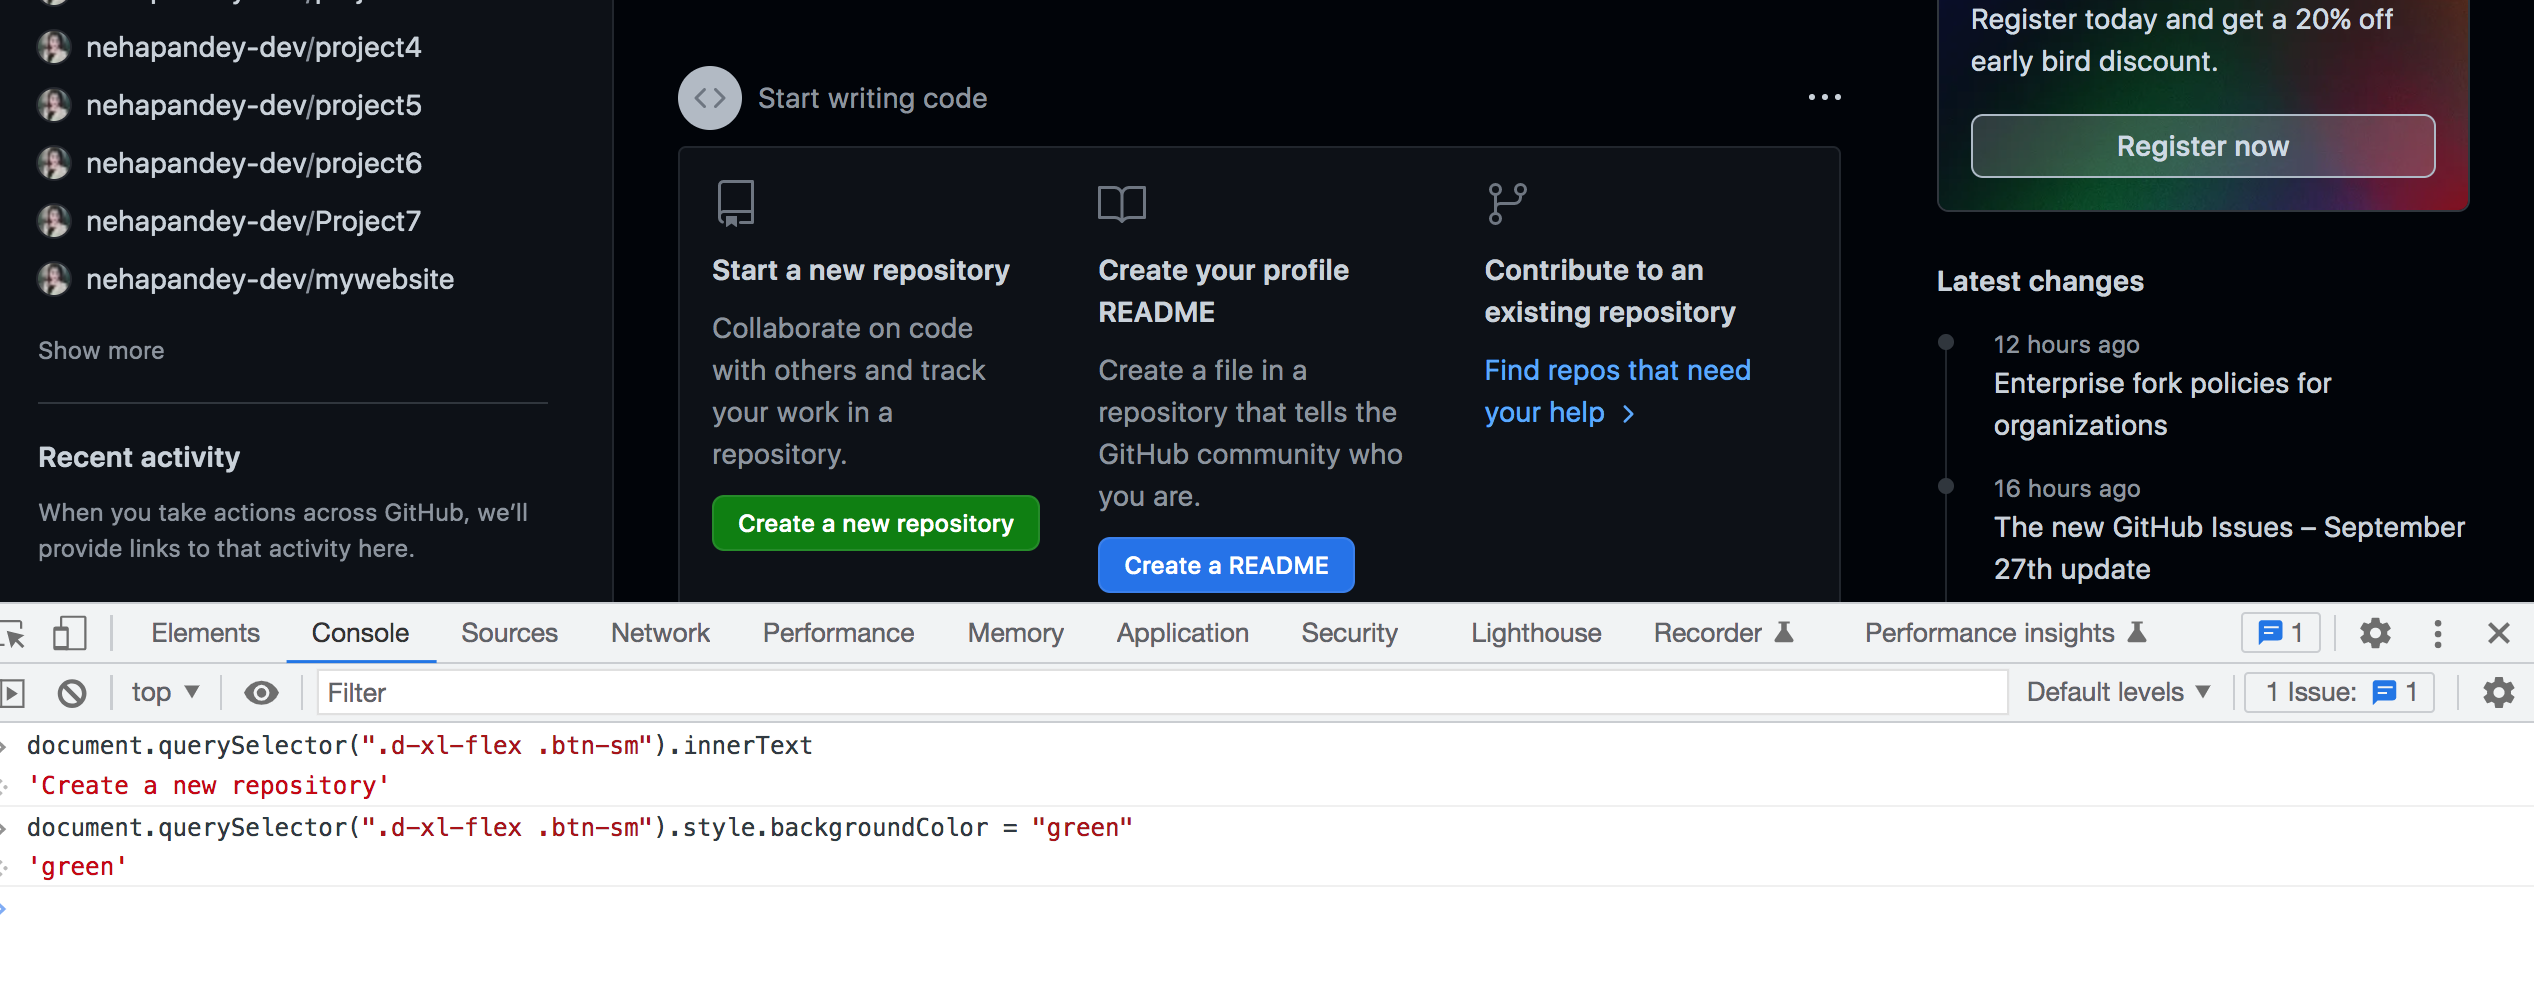 nehapandey-dev/project4
nehapandey-dev/project5
nehapandey-dev/project6
nehapandey-dev/Project7
nehapandey-dev/mywebsite
Show more
Recent activity
When you take actions across GitHub, we’ll
provide links to that activity here.
Start writing code
Start a new repository
Collaborate on code
with others and track
your work in a
repository.
Create a new repository
Create your profile
README
Create a file in a
repository that tells the
GitHub community who
you are.
Create a README
Contribute to an
existing repository
Find repos that need
your help
Register today and get a 20% off
early bird discount.
Register now
Latest changes
12 hours ago
Enterprise fork policies for
organizations
16 hours ago
The new GitHub Issues – September
27th update
Elements Console Sources Network Performance Memory Application Security Lighthouse Recorder Performance insights 1
top Filter Default levels 1 Issue: 1
document.querySelector(".d-xl-flex .btn-sm").innerText
'Create a new repository'
document.querySelector(".d-xl-flex .btn-sm").style.backgroundColor = "green"
'green'